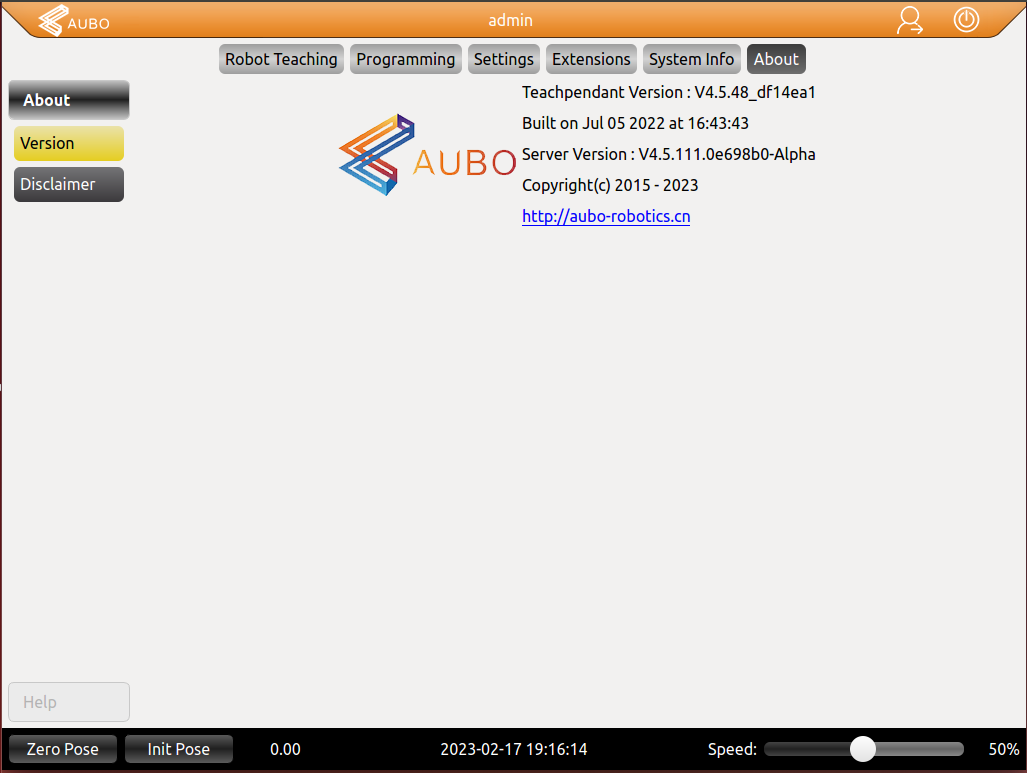 AUBO
admin
Robot Teaching Programming Settings Extensions System Info About
About
Version
Disclaimer
AUBO
Teachpendant Version : V4.5.48_df14ea1
Built on Jul 05 2022 at 16:43:43
Server Version : V4.5.111.0e698b0-Alpha
Copyright(c) 2015 - 2023
http://aubo-robotics.cn
Help
Zero Pose Init Pose 0.00 2023-02-17 19:16:14 Speed: 50%